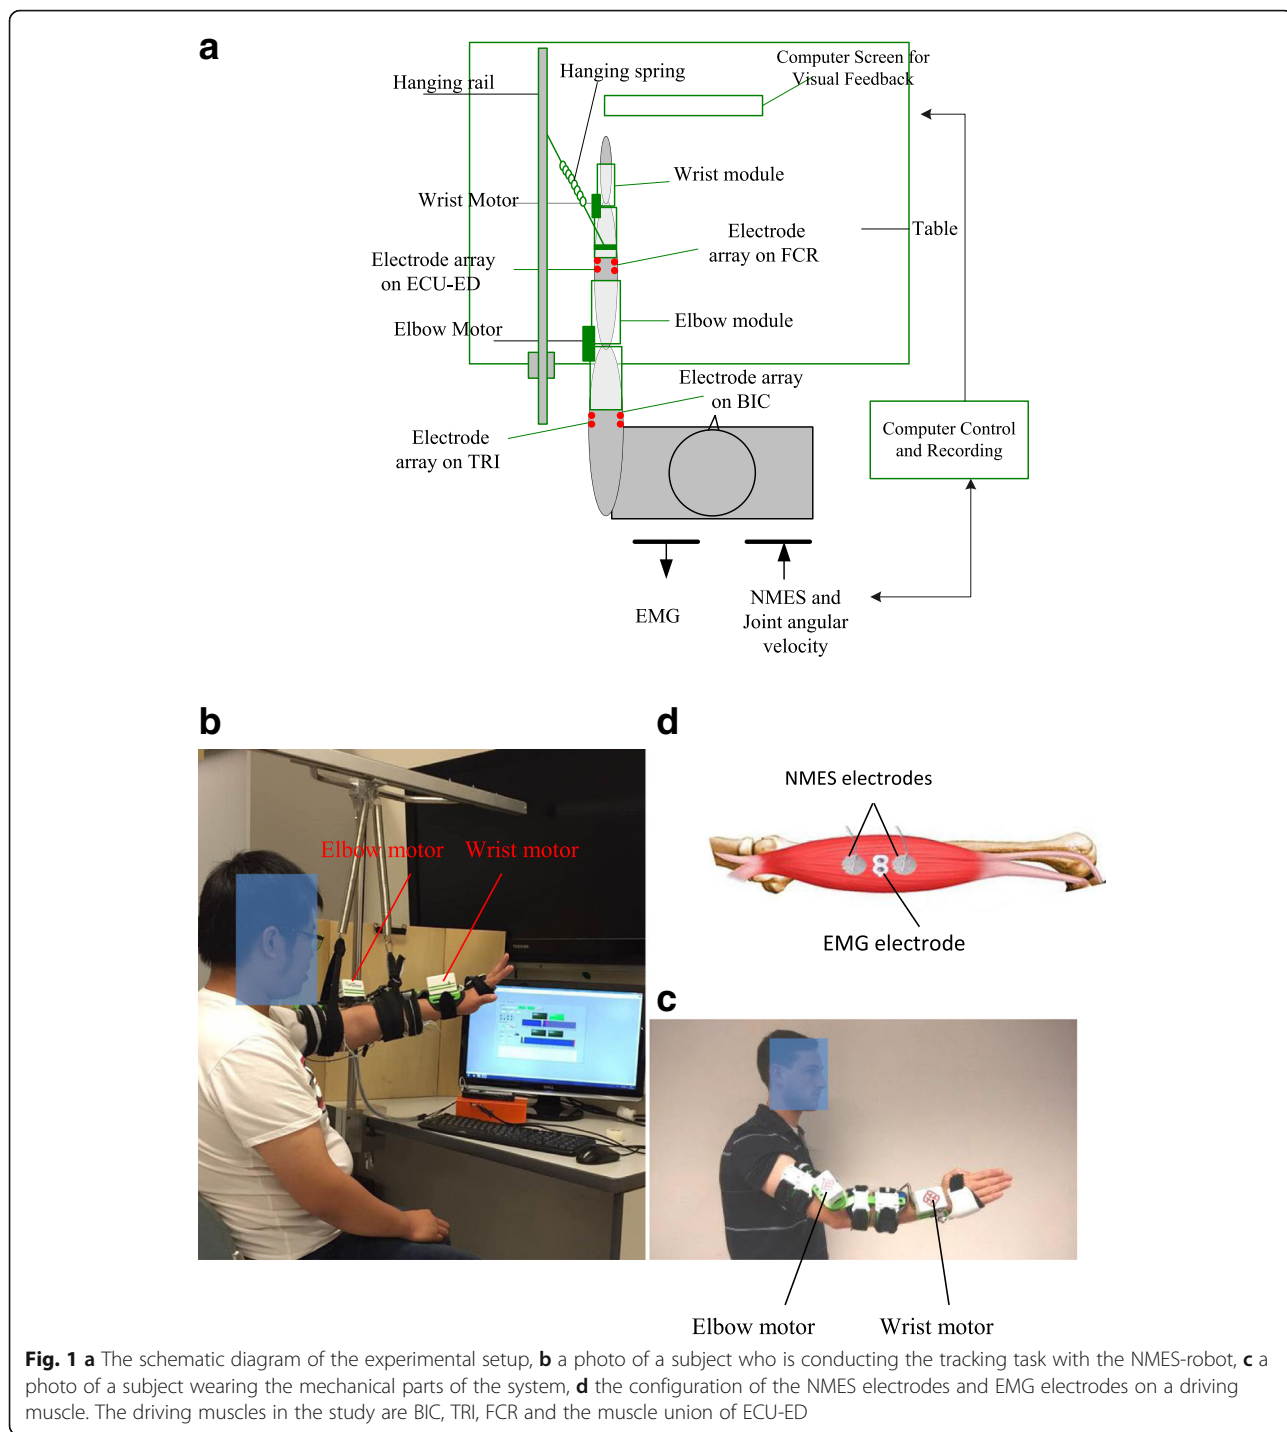 a
Computer Screen for
Visual Feedback
Hanging spring
Hanging rail
Wrist module
Wrist Motor
Electrode
array on FCR
Table
Electrode array
on ECU-ED
Elbow module
Elbow Motor
Electrode array
on BIC
Electrode
array on TRI
Computer Control
and Recording
EMG
NMES and
Joint angular
velocity
b
Elbow motor
Wrist motor
d
NMES electrodes
EMG electrode
c
Elbow motor
Wrist motor
Fig. 1 a The schematic diagram of the experimental setup, b a photo of a subject who is conducting the tracking task with the NMES-robot, c a
photo of a subject wearing the mechanical parts of the system, d the configuration of the NMES electrodes and EMG electrodes on a driving
muscle. The driving muscles in the study are BIC, TRI, FCR and the muscle union of ECU-ED